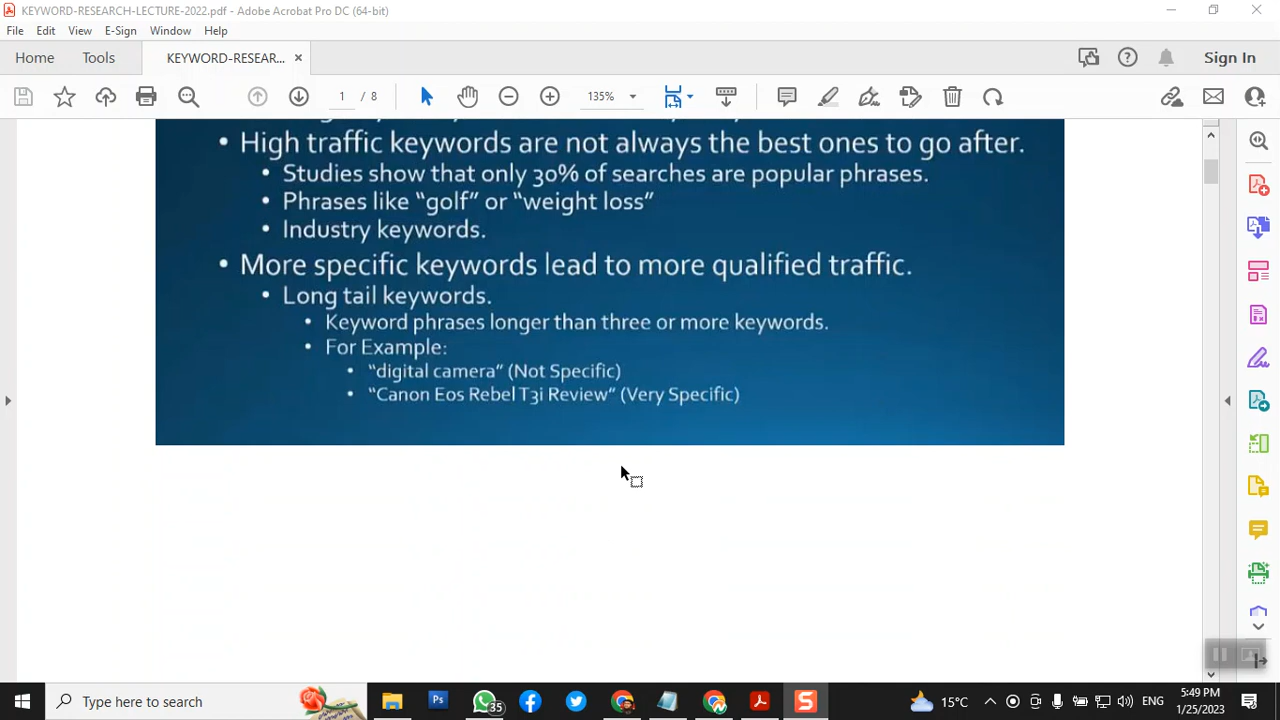 KEYWORD-RESEARCH-LECTURE-2022.pdf - Adobe Acrobat Pro DC (64-bit)
File Edit View E-Sign Window Help
Home Tools KEYWORD-RESEAR... × Sign In
1 / 8 135%
• High traffic keywords are not always the best ones to go after.
• Studies show that only 30% of searches are popular phrases.
• Phrases like “golf” or “weight loss”
• Industry keywords.
• More specific keywords lead to more qualified traffic.
• Long tail keywords.
• Keyword phrases longer than three or more keywords.
• For Example:
• “digital camera” (Not Specific)
• “Canon Eos Rebel T3i Review” (Very Specific)
Type here to search
Ps
35
S
15°C
ENG
5:49 PM
1/25/2023